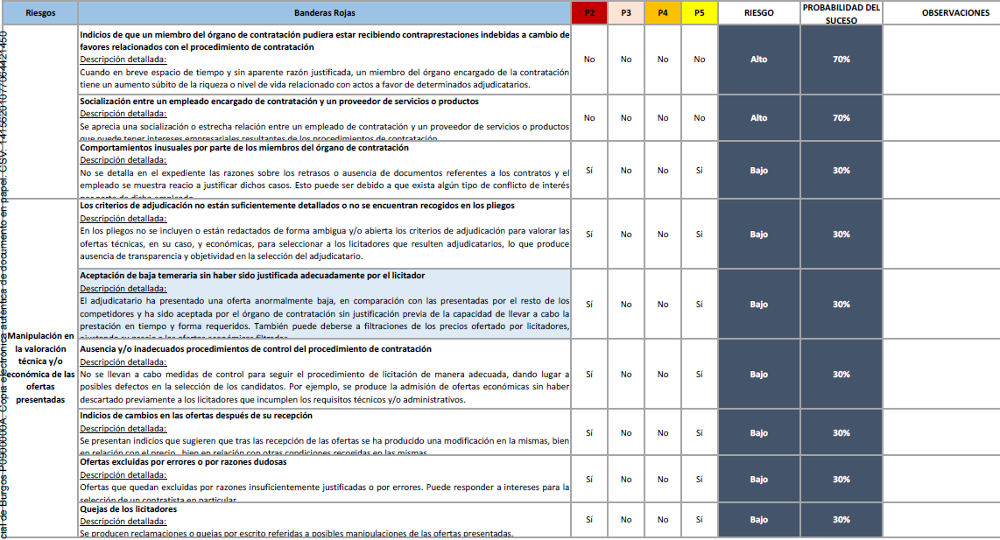 Riesgos Banderas Rojas P2 P3 P4 P5 RIESGO PROBABILIDAD DEL SUCESO OBSERVACIONES
Indicios de que un miembro del órgano de contratación pudiera estar recibiendo contraprestaciones indebidas a cambio de
favores relacionados con el procedimiento de contratación
Descripción detallada:
Cuando en breve espacio de tiempo y sin aparente razón justificada, un miembro del órgano encargado de la contratación
tiene un aumento súbito de la riqueza o nivel de vida relacionado con actos a favor de determinados adjudicatarios.
No No No No Alto 70%
Socialización entre un empleado encargado de contratación y un proveedor de servicios o productos
Descripción detallada:
Se aprecia una socialización o estrecha relación entre un empleado de contratación y un proveedor de servicios o productos
que puede tener intereses empresariales resultantes de los procedimientos de contratación.
No No No No Alto 70%
Comportamientos inusuales por parte de los miembros del órgano de contratación
Descripción detallada:
No se detalla en el expediente las razones sobre los retrasos o ausencia de documentos referentes a los contratos y el
empleado se muestra reacio a justificar dichos casos. Esto puede ser debido a que exista algún tipo de conflicto de interés
por parte de dicho empleado.
Sí No No Sí Bajo 30%
Manipulación en
la valoración
técnica y/o
económica de las
ofertas
presentadas
Los criterios de adjudicación no están suficientemente detallados o no se encuentran recogidos en los pliegos
Descripción detallada:
En los pliegos no se incluyen o están redactados de forma ambigua y/o abierta los criterios de adjudicación para valorar las
ofertas técnicas, en su caso, y económicas, para seleccionar a los licitadores que resulten adjudicatarios, lo que produce
ausencia de transparencia y objetividad en la selección del adjudicatario.
Sí No No Sí Bajo 30%
Aceptación de baja temeraria sin haber sido justificada adecuadamente por el licitador
Descripción detallada:
El adjudicatario ha presentado una oferta anormalmente baja, en comparación con las presentadas por el resto de los
competidores y ha sido aceptada por el órgano de contratación sin justificación previa de la capacidad de llevar a cabo la
prestación en tiempo y forma requeridos. También puede deberse a filtraciones de los precios ofertado por licitadores,
ajustando su precio a las ofertas económicas filtradas.
Sí No No Sí Bajo 30%
Ausencia y/o inadecuados procedimientos de control del procedimiento de contratación
Descripción detallada:
No se llevan a cabo medidas de control para seguir el procedimiento de licitación de manera adecuada, dando lugar a
posibles defectos en la selección de los candidatos. Por ejemplo, se produce la admisión de ofertas económicas sin haber
descartado previamente a los licitadores que incumplen los requisitos técnicos y/o administrativos.
Sí No No Sí Bajo 30%
Indicios de cambios en las ofertas después de su recepción
Descripción detallada:
Se presentan indicios que sugieren que tras las recepción de las ofertas se ha producido una modificación en la mismas, bien
en relación con el precio, bien en relación con otras condiciones recogidas en las mismas.
Sí No No Sí Bajo 30%
Ofertas excluidas por errores o por razones dudosas
Descripción detallada:
Ofertas que quedan excluidas por razones insuficientemente justificadas o por errores. Puede responder a intereses para la
selección de un contratista en particular.
Sí No No Sí Bajo 30%
Quejas de los licitadores
Descripción detallada:
Se producen reclamaciones o quejas por escrito referidas a posibles manipulaciones de las ofertas presentadas.
Sí No No Sí Bajo 30%
cial de Burgos P0900000A. Copia electrónica auténtica de documento en papel. CSV: